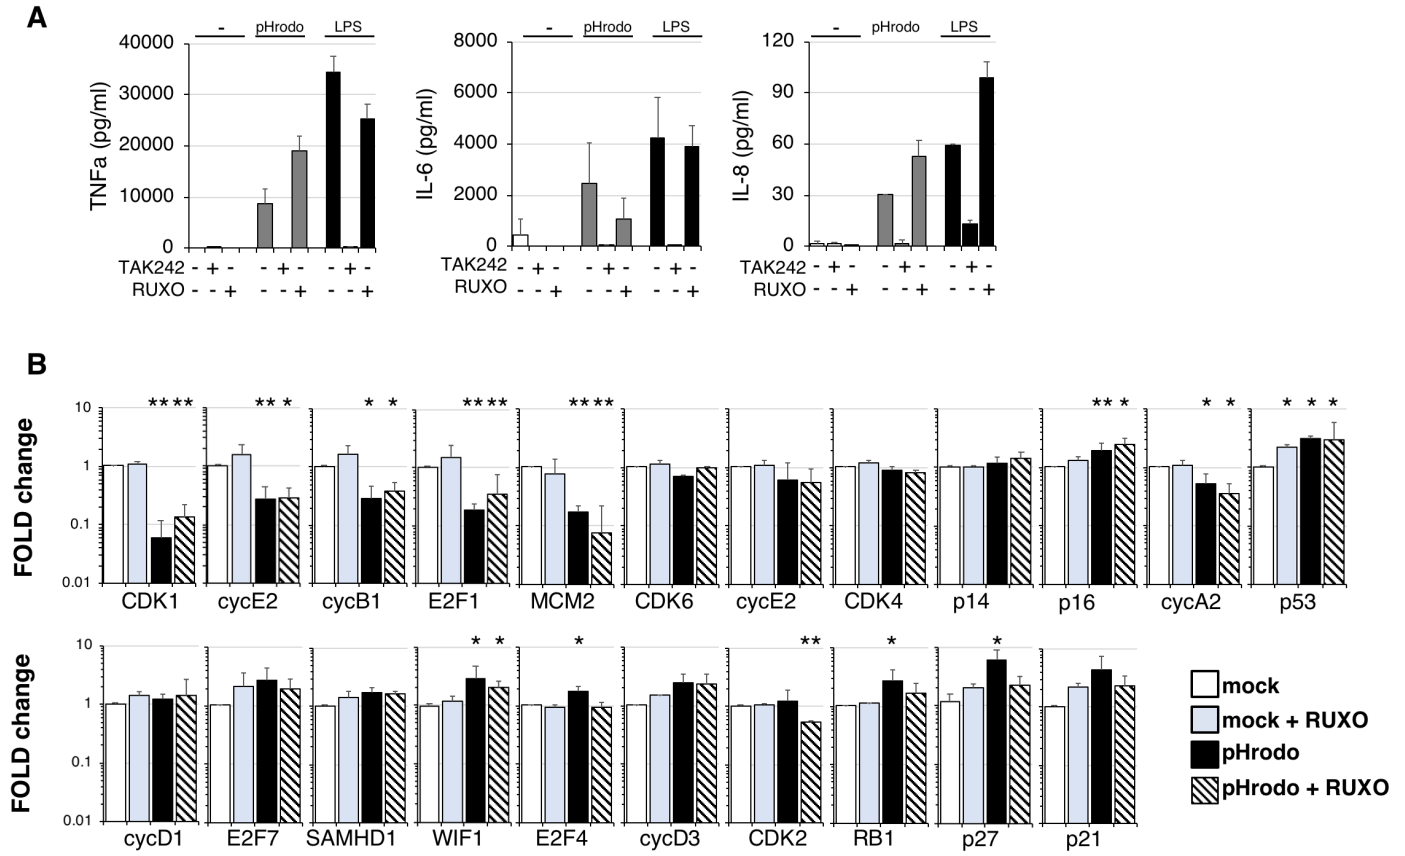 A
- pHrodo LPS
40000
30000
20000
10000
0
TNFa (pg/ml)
TAK242 - + - - + - - + -
RUXO - - + - - + - - +
- pHrodo LPS
8000
6000
4000
2000
0
IL-6 (pg/ml)
TAK242 - + - - + - - + -
RUXO - - + - - + - - +
- pHrodo LPS
120
90
60
30
0
IL-8 (pg/ml)
TAK242 - + - - + - - + -
RUXO - - + - - + - - +
B
FOLD change
10
1
0.1
0.01
** ** ** * * * ** ** ** ** ** * * * * * *
CDK1 cycE2 cycB1 E2F1 MCM2 CDK6 cycE2 CDK4 p14 p16 cycA2 p53
FOLD change
10
1
0.1
0.01
* * * ** * *
cycD1 E2F7 SAMHD1 WIF1 E2F4 cycD3 CDK2 RB1 p27 p21
mock
mock + RUXO
pHrodo
pHrodo + RUXO